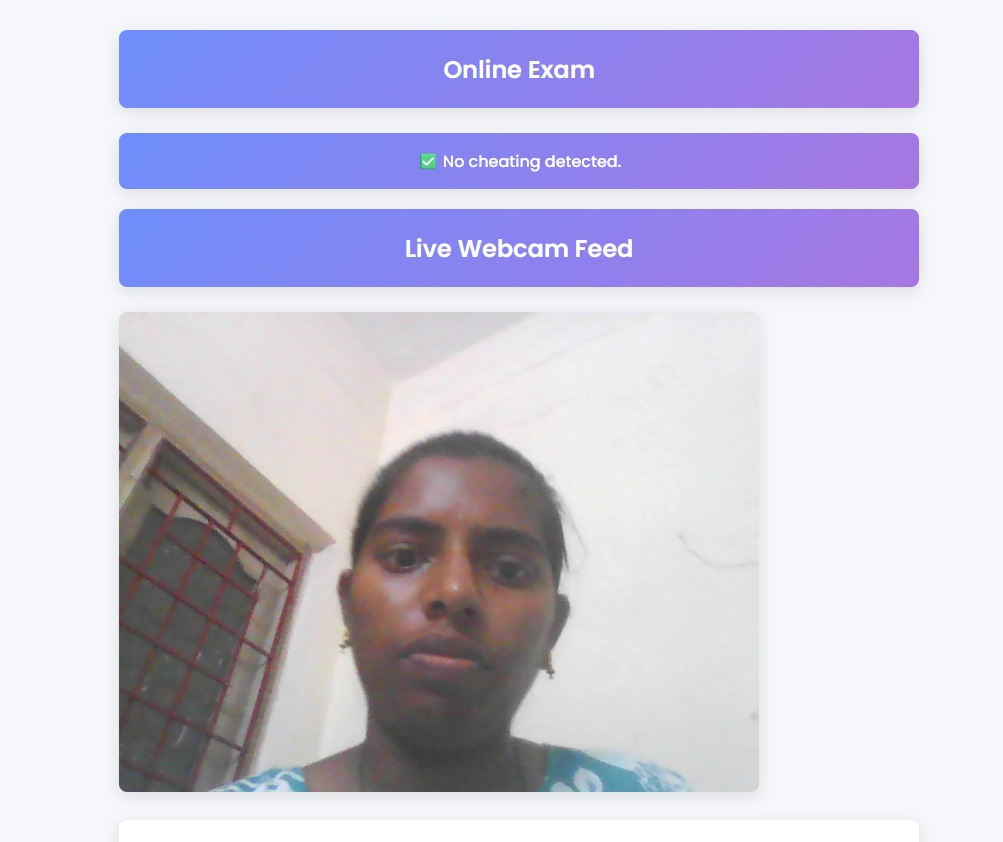 Online Exam
✅ No cheating detected.
Live Webcam Feed